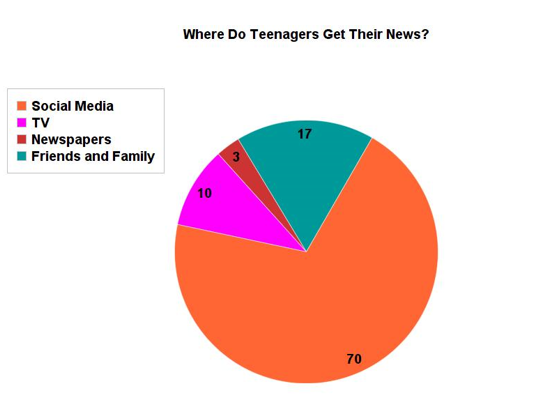 Where Do Teenagers Get Their News?
Social Media
TV
Newspapers
Friends and Family
17
3
10
70